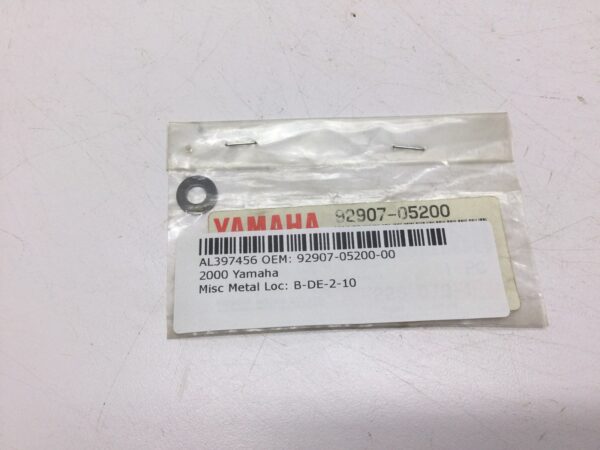 YAMAHA 92907-05200
AL397456 OEM: 92907-05200-00
2000 Yamaha
Misc Metal Loc: B-DE-2-10